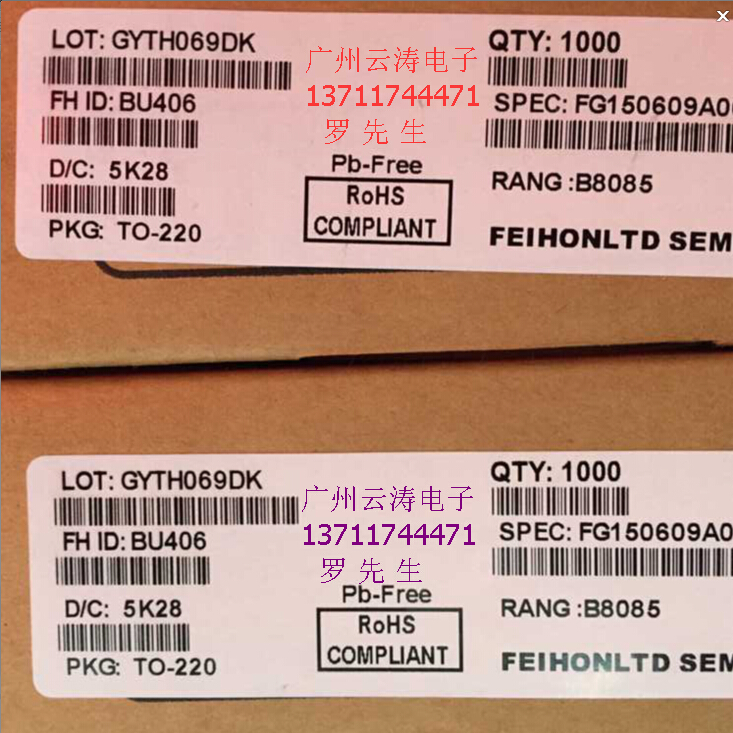 LOT: GYTH069DK
FH ID: BU406
D/C: 5K28
PKG: TO-220
广州云涛电子
13711744471
罗先生
Pb-Free
RoHS
COMPLIANT
QTY: 1000
SPEC: FG150609A0
RANG :B8085
FEIHONLTD SEM
LOT: GYTH069DK
FH ID: BU406
D/C: 5K28
PKG: TO-220
广州云涛电子
13711744471
罗先生
Pb-Free
RoHS
COMPLIANT
QTY: 1000
SPEC: FG150609A0
RANG :B8085
FEIHONLTD SEM